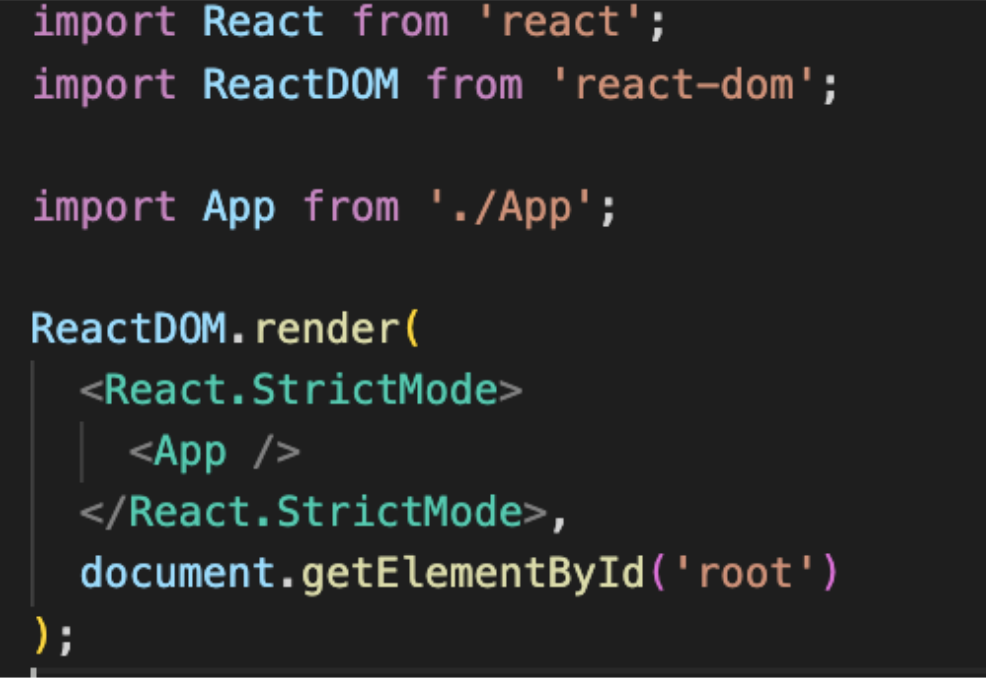 import React from 'react';
import ReactDOM from 'react-dom';
import App from './App';
ReactDOM.render(
<React.StrictMode>
<App />
</React.StrictMode>,
document.getElementById('root')
);